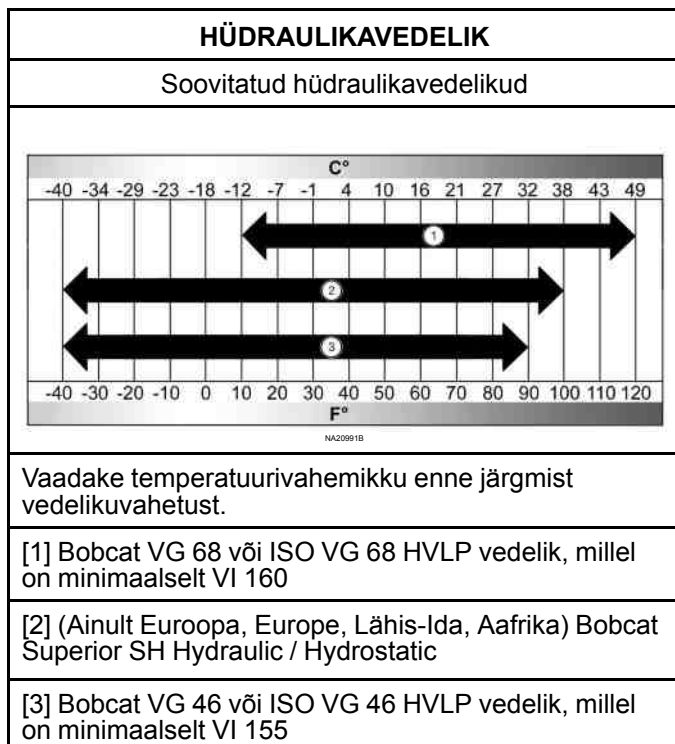 HÜDRAULIKAVEDELIK
Soovitatud hüdraulikavedelikud
C°
-40 -34 -29 -23 -18 -12 -7 -1 4 10 16 21 27 32 38 43 49
1
2
3
-40 -30 -20 -10 0 10 20 30 40 50 60 70 80 90 100 110 120
F°
NA20991B
Vaadake temperatuurivahemikku enne järgmist
vedelikuvahetust.
[1] Bobcat VG 68 või ISO VG 68 HVLP vedelik, millel
on minimaalselt VI 160
[2] (Ainult Euroopa, Europe, Lähis-Ida, Aafrika) Bobcat
Superior SH Hydraulic / Hydrostatic
[3] Bobcat VG 46 või ISO VG 46 HVLP vedelik, millel
on minimaalselt VI 155